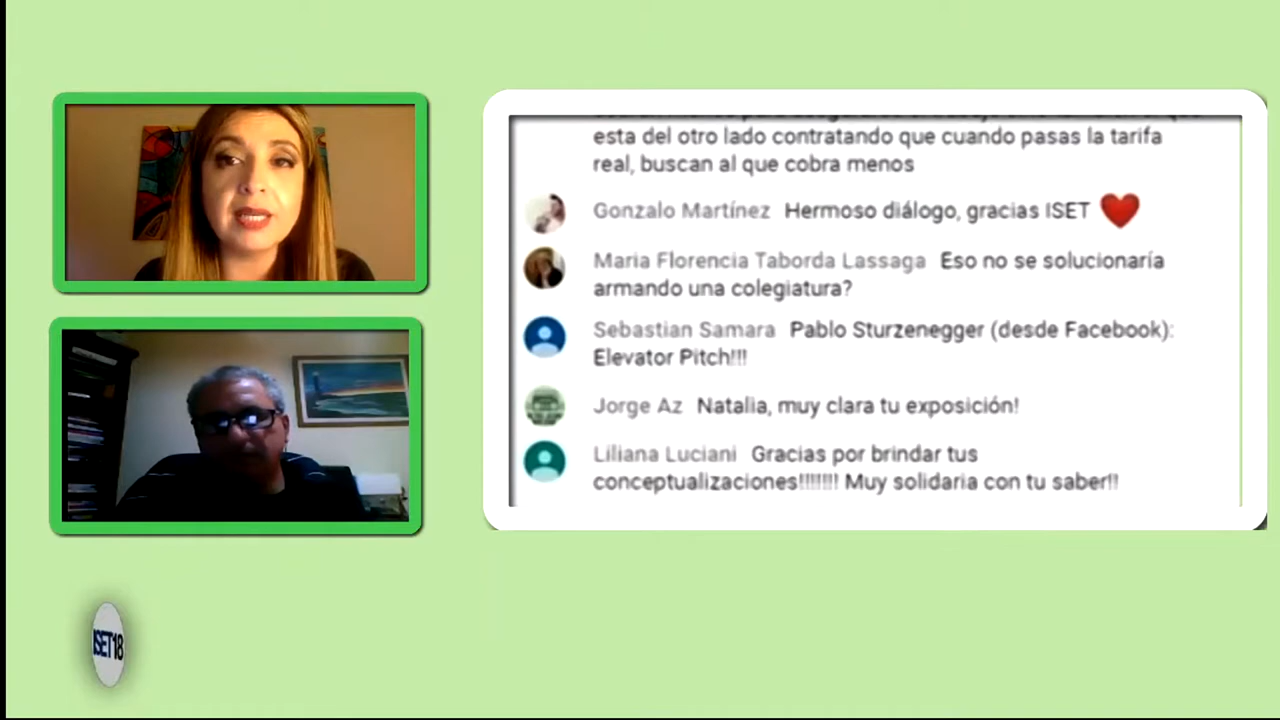 esta del otro lado contratando que cuando pasas la tarifa
real, buscan al que cobra menos
Gonzalo Martínez Hermoso diálogo, gracias ISET ❤️
Maria Florencia Taborda Lassaga Eso no se solucionaría
armando una colegiatura?
Sebastian Samara Pablo Sturzenegger (desde Facebook):
Elevator Pitch!!!
Jorge Az Natalia, muy clara tu exposición!
Liliana Luciani Gracias por brindar tus
conceptualizaciones!!!!!!! Muy solidaria con tu saber!!
ISET18